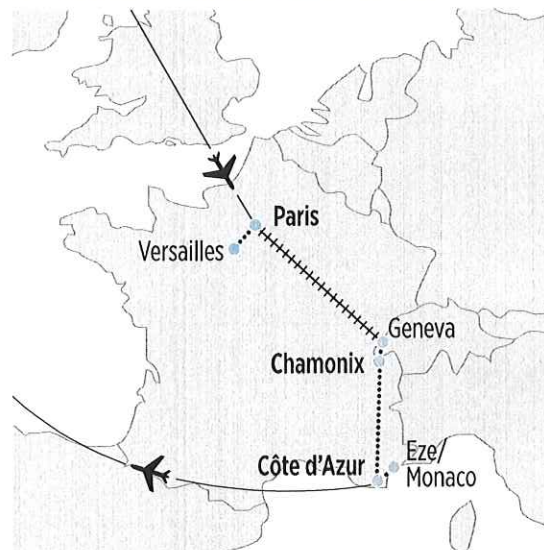 Paris
Versailles
Geneva
Chamonix
Côte d'Azur
Eze/
Monaco